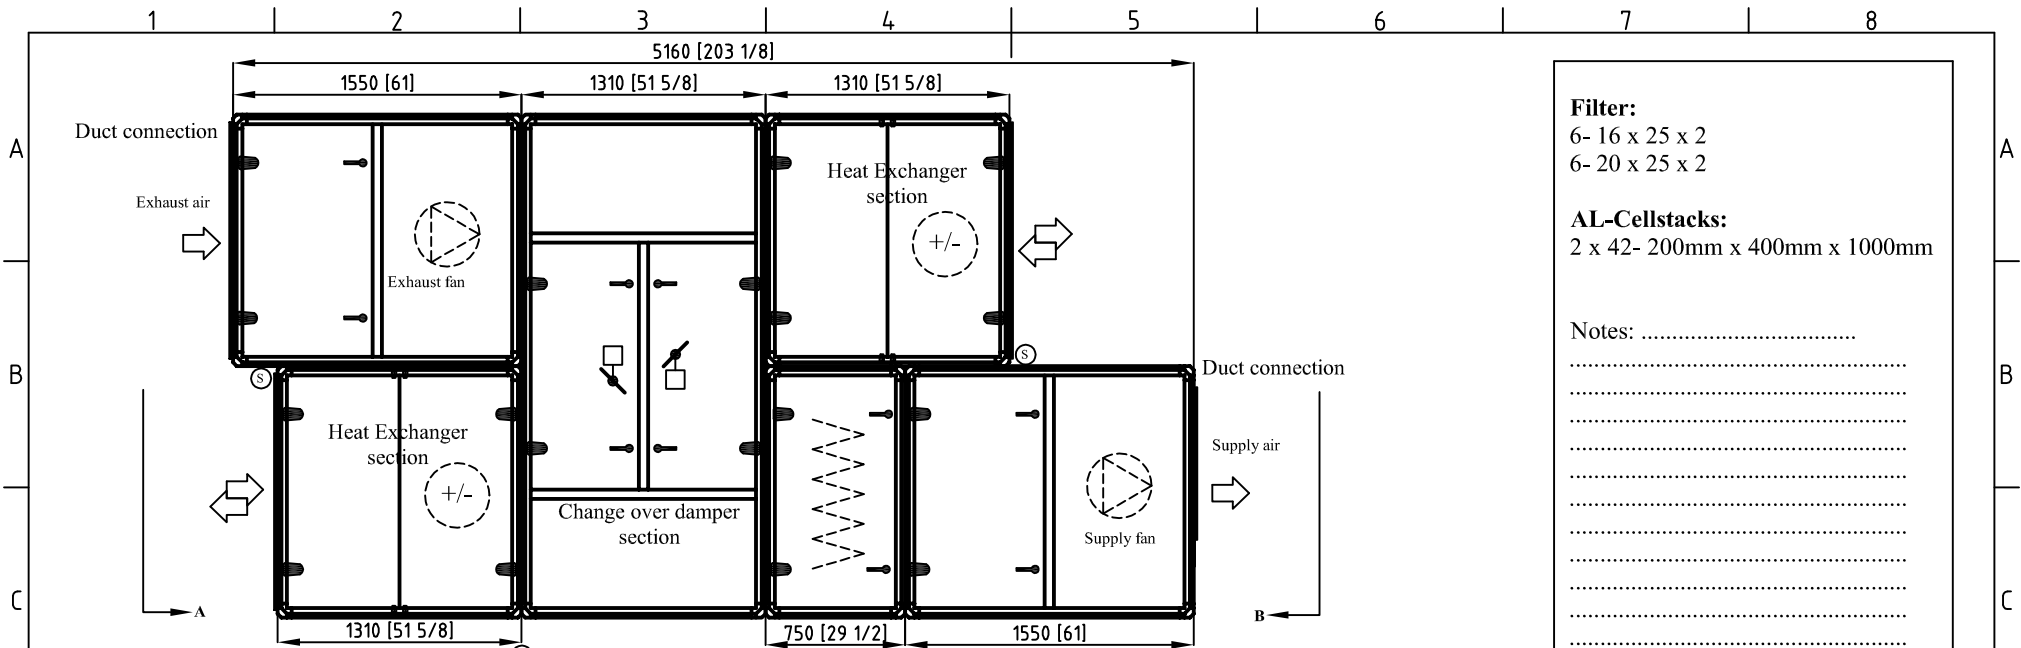 1 2 3 4 5 6 7 8
5160 [203 1/8]
1550 [61] 1310 [51 5/8] 1310 [51 5/8]
A
Duct connection
Exhaust air
Exhaust fan
Heat Exchanger
section
+/-
Filter:
6- 16 x 25 x 2
6- 20 x 25 x 2
AL-Cellstacks:
2 x 42- 200mm x 400mm x 1000mm
Notes: ..................................
A
B
S
S
Duct connection
B
Heat Exchanger
section
+/-
Change over damper
section
Supply air
Supply fan
C
A
B
C
1310 [51 5/8] 750 [29 1/2] 1550 [61]